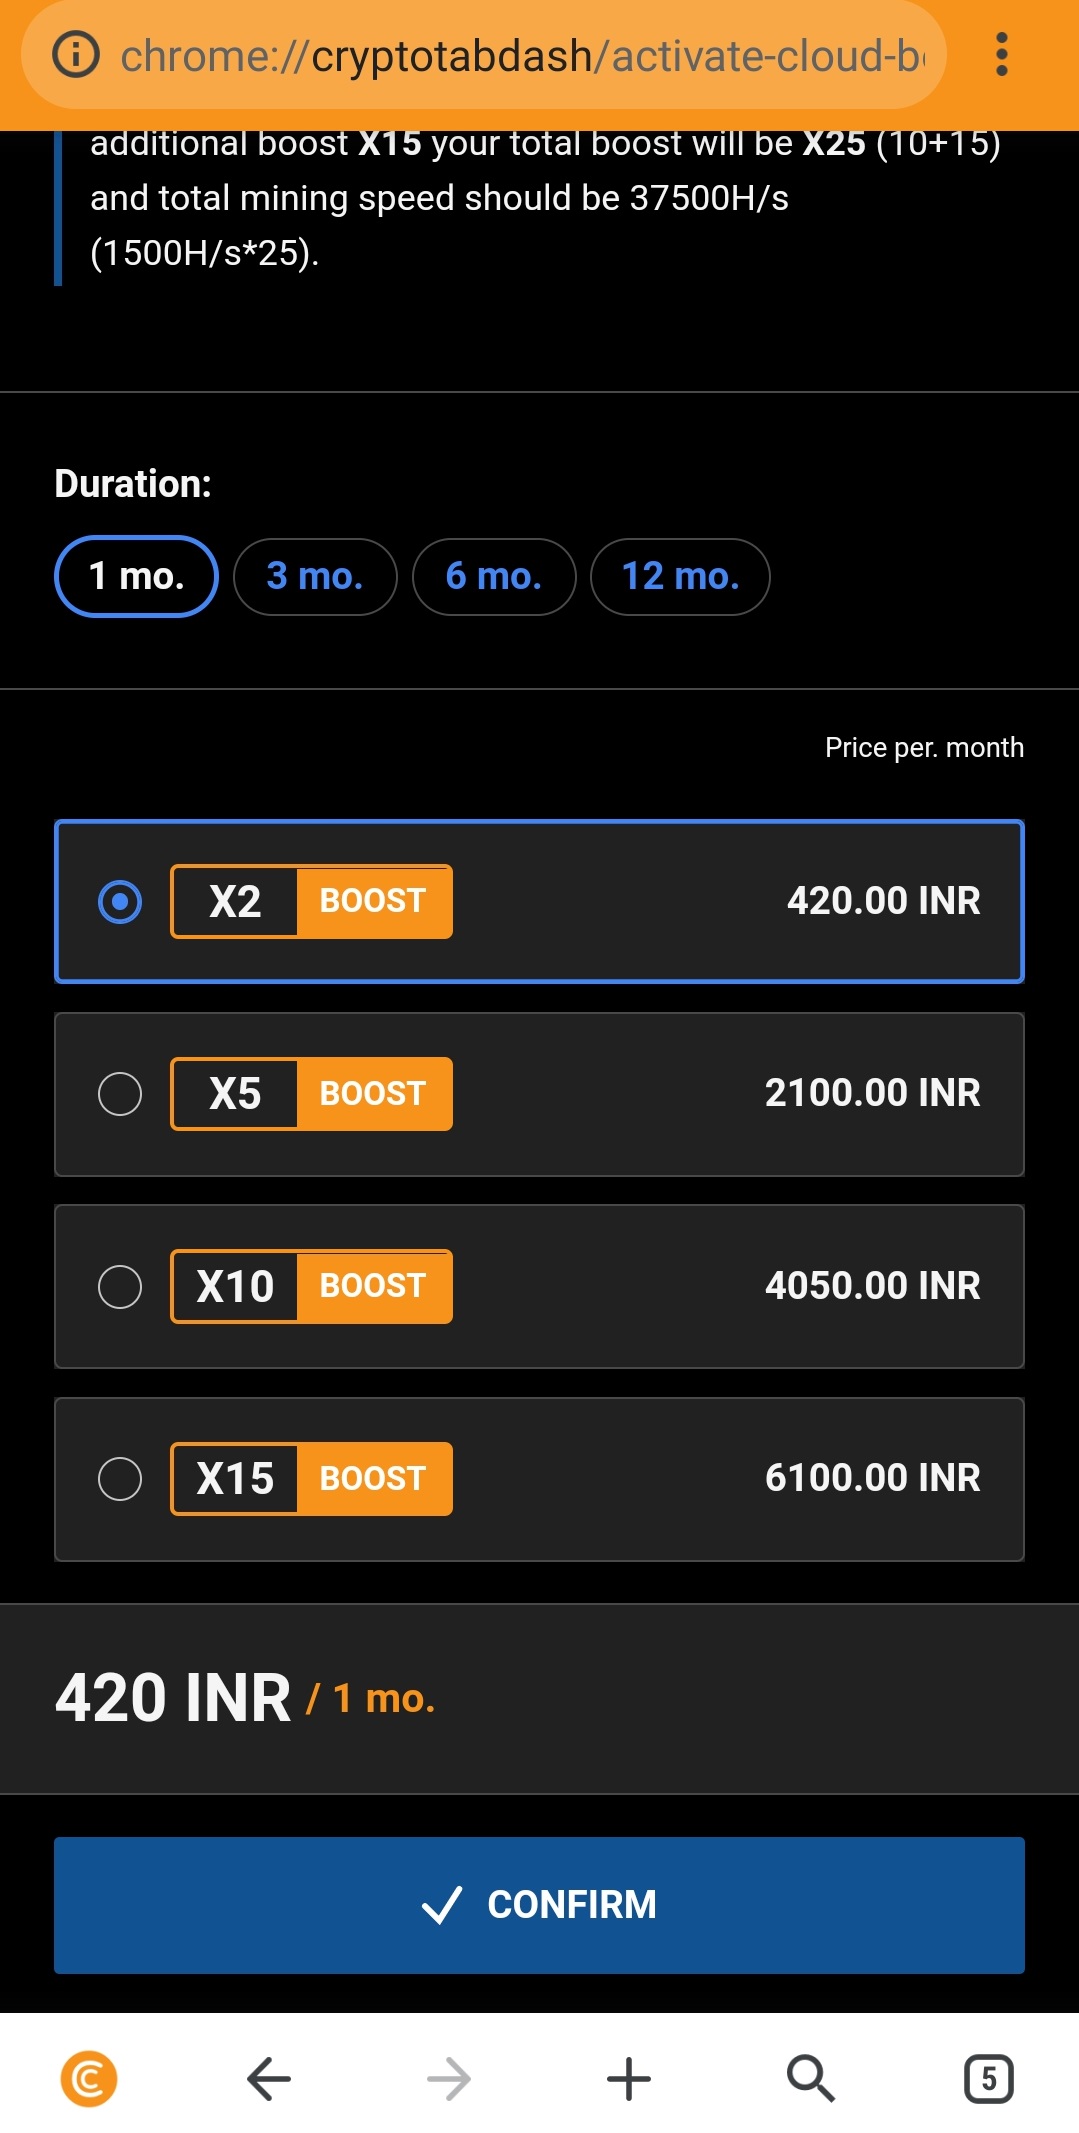 chrome://cryptotabdash/activate-cloud-b
additional boost X15 your total boost will be X25 (10+15)
and total mining speed should be 37500H/s
(1500H/s*25).
Duration:
1 mo. 3 mo. 6 mo. 12 mo.
Price per. month
X2 BOOST 420.00 INR
X5 BOOST 2100.00 INR
X10 BOOST 4050.00 INR
X15 BOOST 6100.00 INR
420 INR / 1 mo.
CONFIRM
5